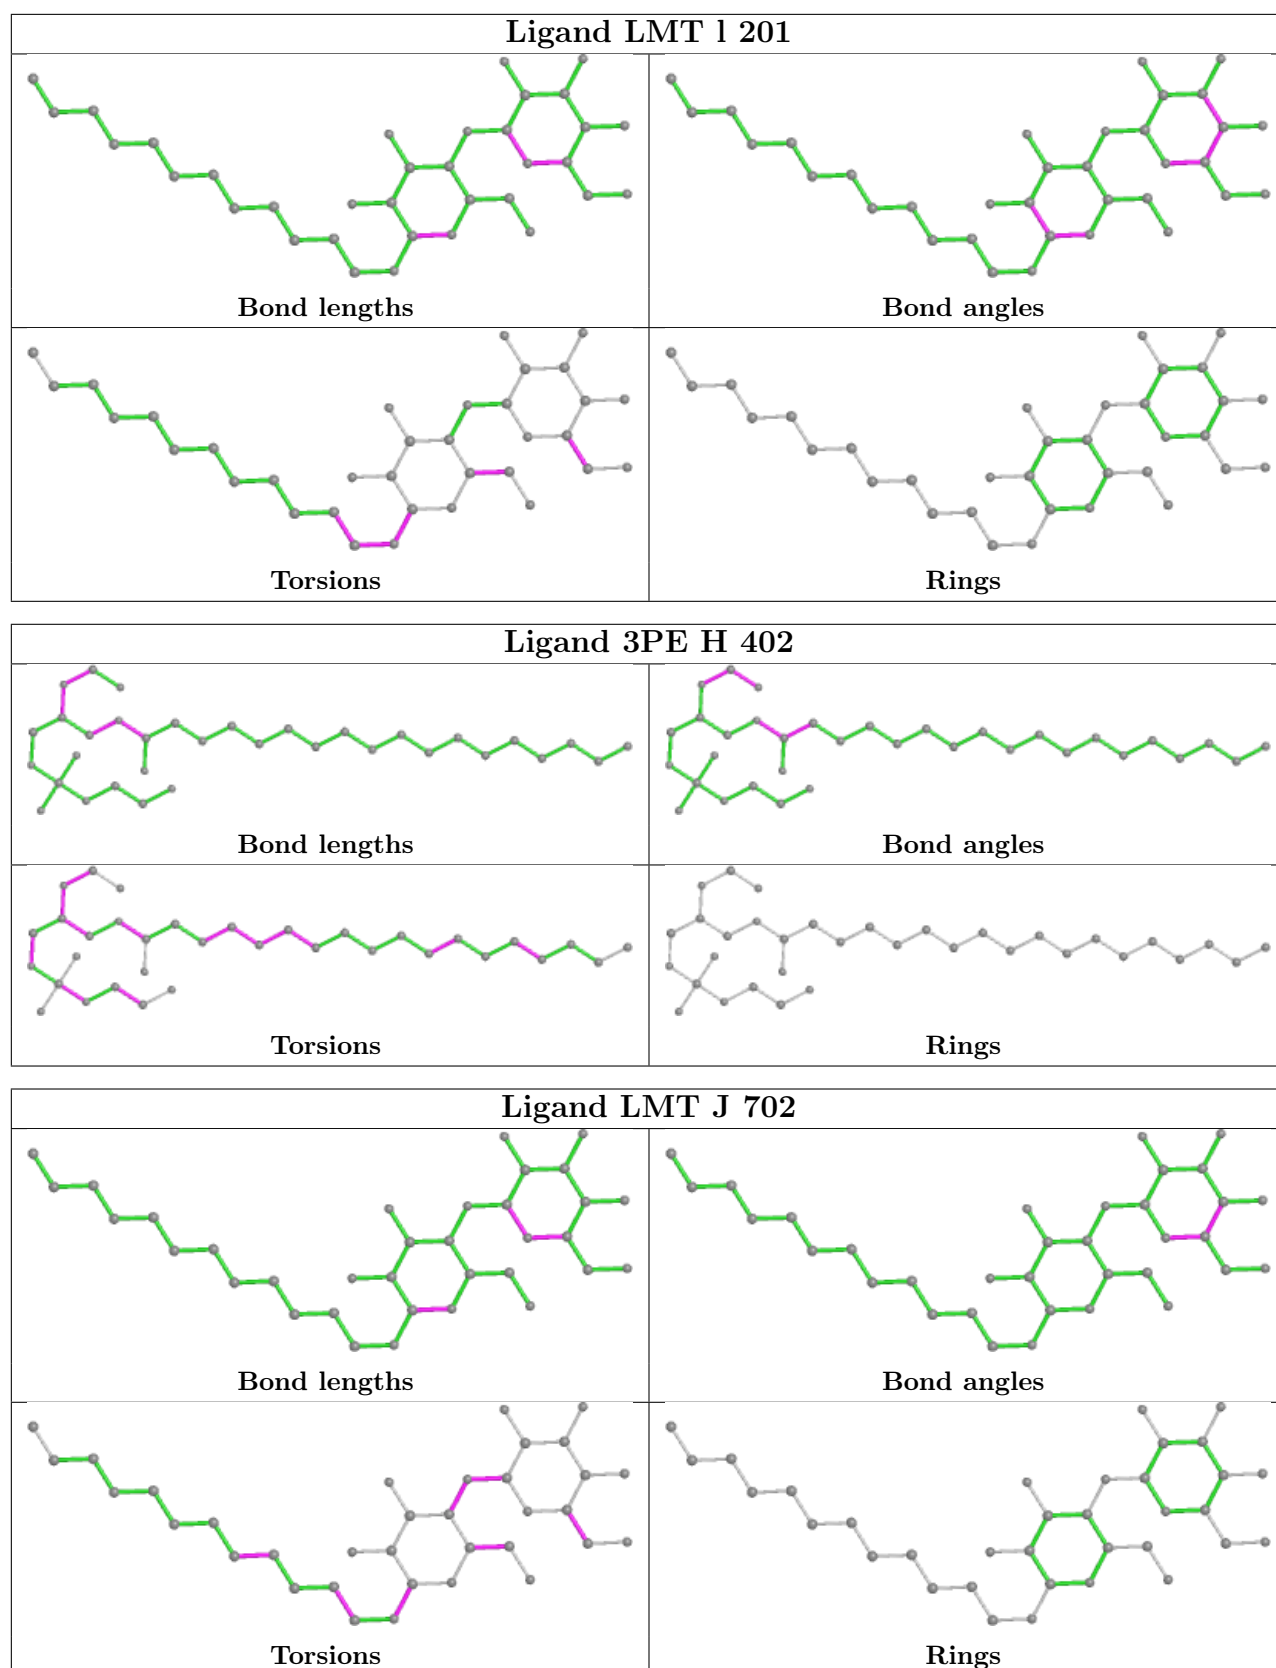 Ligand LMT l 201
Bond lengths
Bond angles
Torsions
Rings
Ligand 3PE H 402
Bond lengths
Bond angles
Torsions
Rings
Ligand LMT J 702
Bond lengths
Bond angles
Torsions
Rings